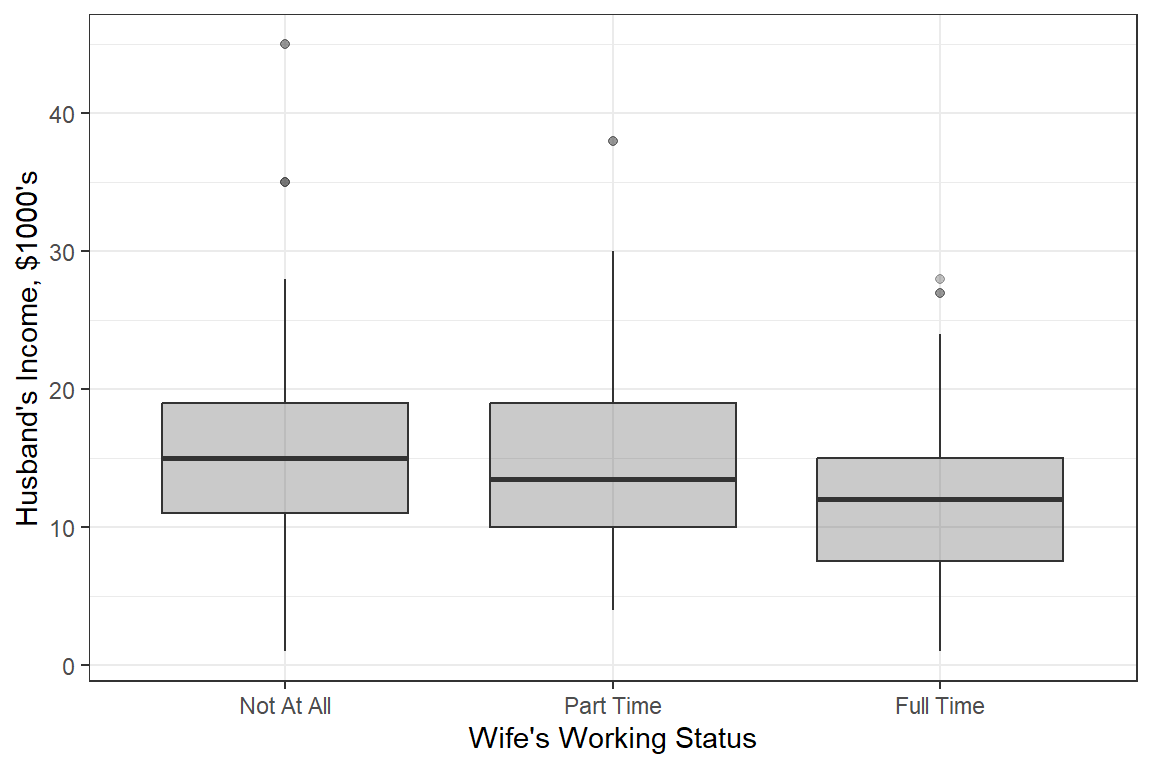 Husband's Income, $1000's
40
30
20
10
0
Not At All
Part Time
Full Time
Wife's Working Status